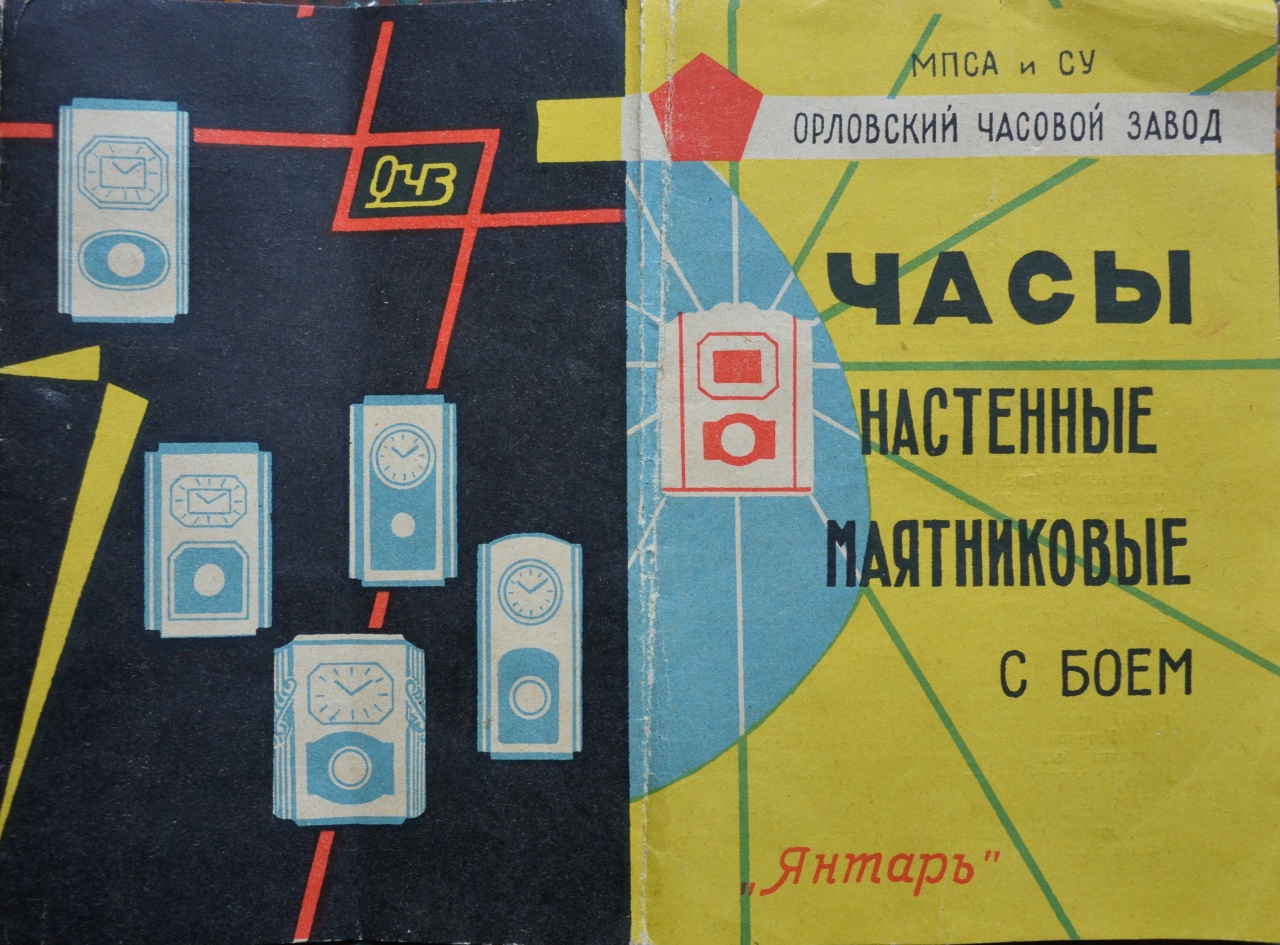 ОЧЗ
МПСА и СУ
ОРЛОВСКИЙ ЧАСОВОЙ ЗАВОД
ЧАСЫ
НАСТЕННЫЕ
МАЯТНИКОВЫЕ
С БОЕМ
„Янтарь"